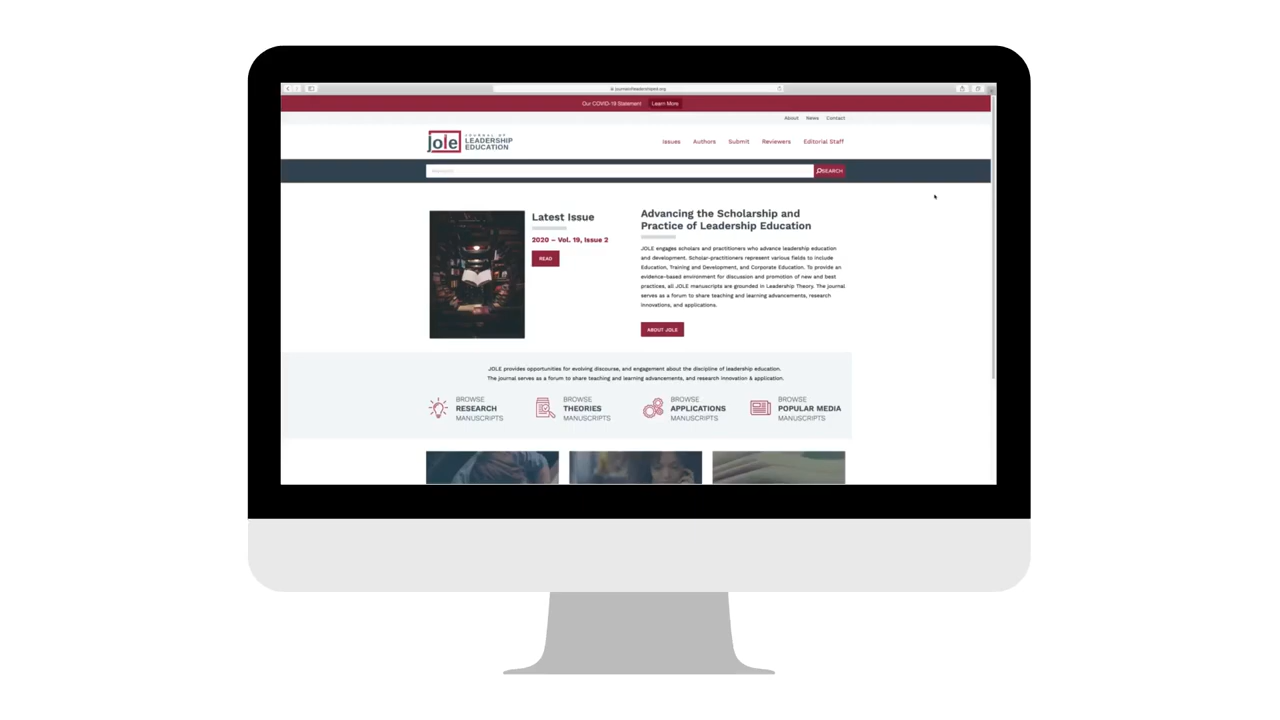 journalofleadershiped.org
Our COVID-19 Statement Learn More
About News Contact
jole JOURNAL OF
LEADERSHIP
EDUCATION
Issues Authors Submit Reviewers Editorial Staff
SEARCH
Latest Issue
2020 – Vol. 19, Issue 2
READ
Advancing the Scholarship and
Practice of Leadership Education
JOLE engages scholars and practitioners who advance leadership education
and development. Scholar-practitioners represent various fields to include
Education, Training and Development, and Corporate Education. To provide an
evidence-based environment for discussion and promotion of new and best
practices, all JOLE manuscripts are grounded in Leadership Theory. The journal
serves as a forum to share teaching and learning advancements, research
innovations, and applications.
ABOUT JOLE
JOLE provides opportunities for evolving discourse, and engagement about the discipline of leadership education.
The journal serves as a forum to share teaching and learning advancements, and research innovation & application.
BROWSE
RESEARCH
MANUSCRIPTS
BROWSE
THEORIES
MANUSCRIPTS
BROWSE
APPLICATIONS
MANUSCRIPTS
BROWSE
POPULAR MEDIA
MANUSCRIPTS